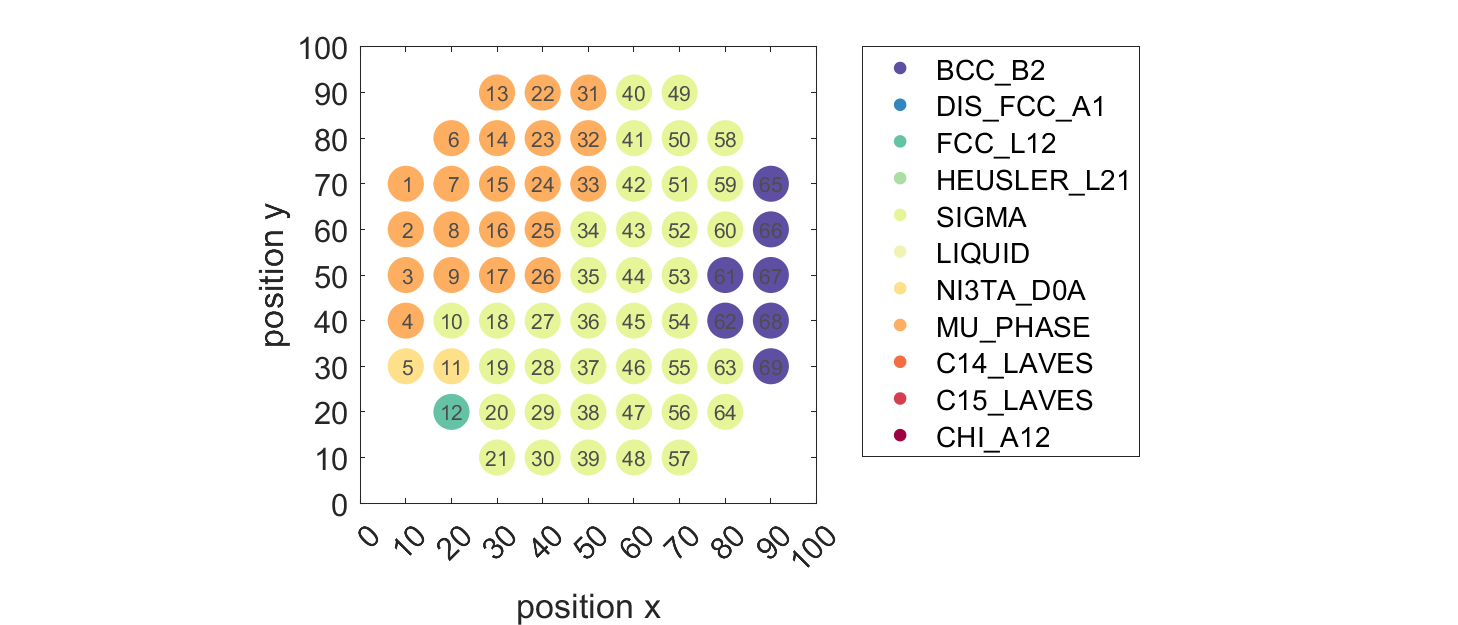 100
90
80
70
60
50
40
30
20
10
0
position y
13 22 31 40 49
6 14 23 32 41 50 58
1 7 15 24 33 42 51 59 65
2 8 16 25 34 43 52 60 66
3 9 17 26 35 44 53 61 67
4 10 18 27 36 45 54 62 68
5 11 19 28 37 46 55 63 69
12 20 29 38 47 56 64
21 30 39 48 57
0 10 20 30 40 50 60 70 80 90 100
position x
BCC_B2
DIS_FCC_A1
FCC_L12
HEUSLER_L21
SIGMA
LIQUID
NI3TA_D0A
MU_PHASE
C14_LAVES
C15_LAVES
CHI_A12